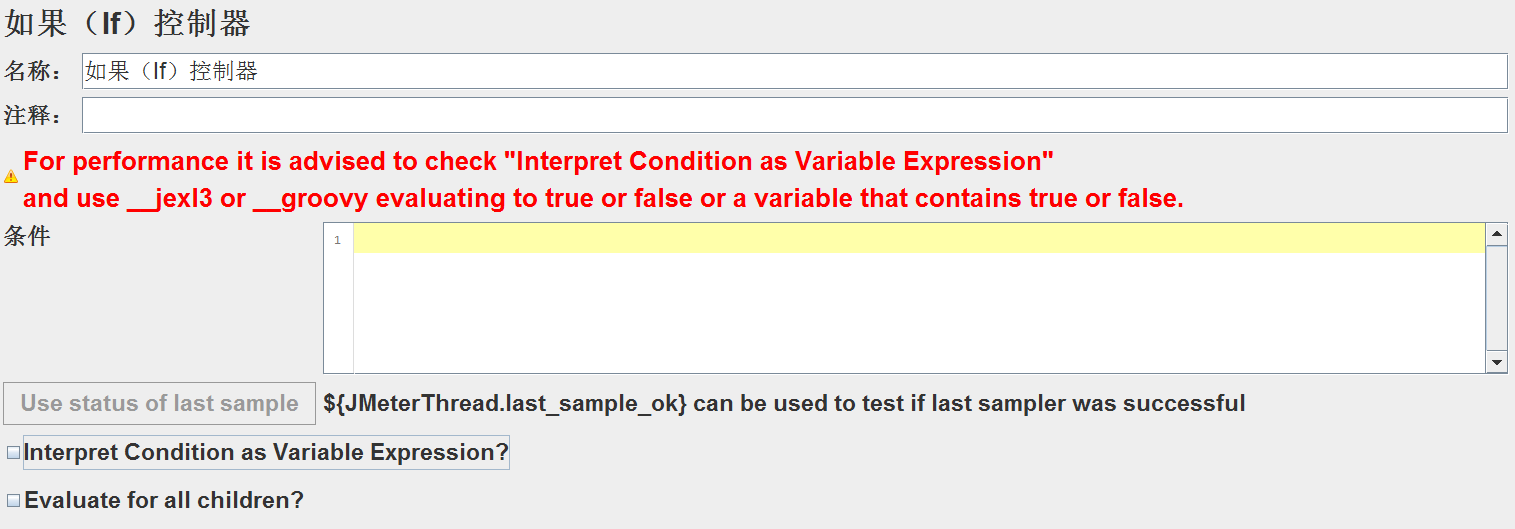 如果（If）控制器
名称： 如果（If）控制器
注释：
For performance it is advised to check "Interpret Condition as Variable Expression"
and use __jexl3 or __groovy evaluating to true or false or a variable that contains true or false.
条件 1
Use status of last sample ${JMeterThread.last_sample_ok} can be used to test if last sampler was successful
Interpret Condition as Variable Expression?
Evaluate for all children?